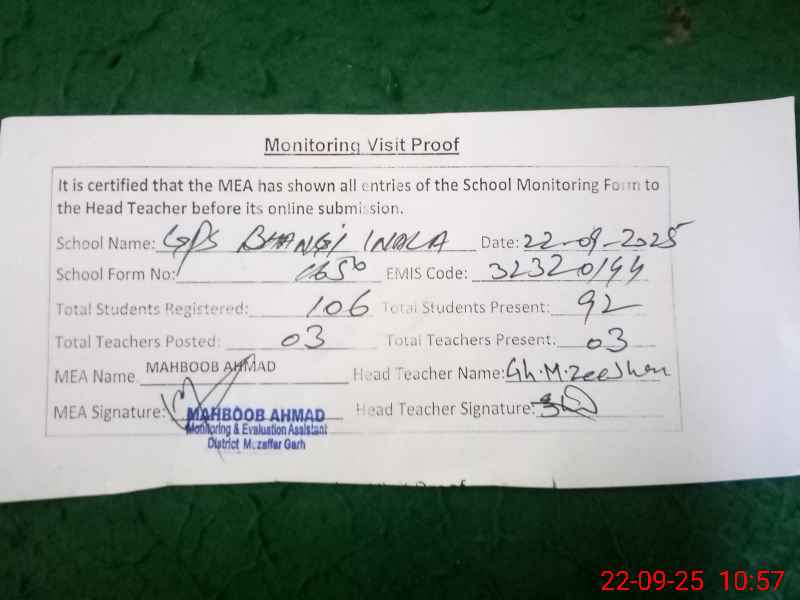 Monitoring Visit Proof
It is certified that the MEA has shown all entries of the School Monitoring Form to
the Head Teacher before its online submission.
School Name: GPS BHANGI Date: 22-09-2025
School Form No: EMIS Code: 32320144
Total Students Registered: 106 Total Students Present: 92
Total Teachers Posted: 03 Total Teachers Present: 03
MEA Name MAHBOOB AHMAD Head Teacher Name: Gh.M.Zeeshan
MEA Signature: Head Teacher Signature:
MAHBOOB AHMAD
Monitoring & Evaluation Assistant
District Muzaffar Garh
Visit Proof
22-09-25 10:57